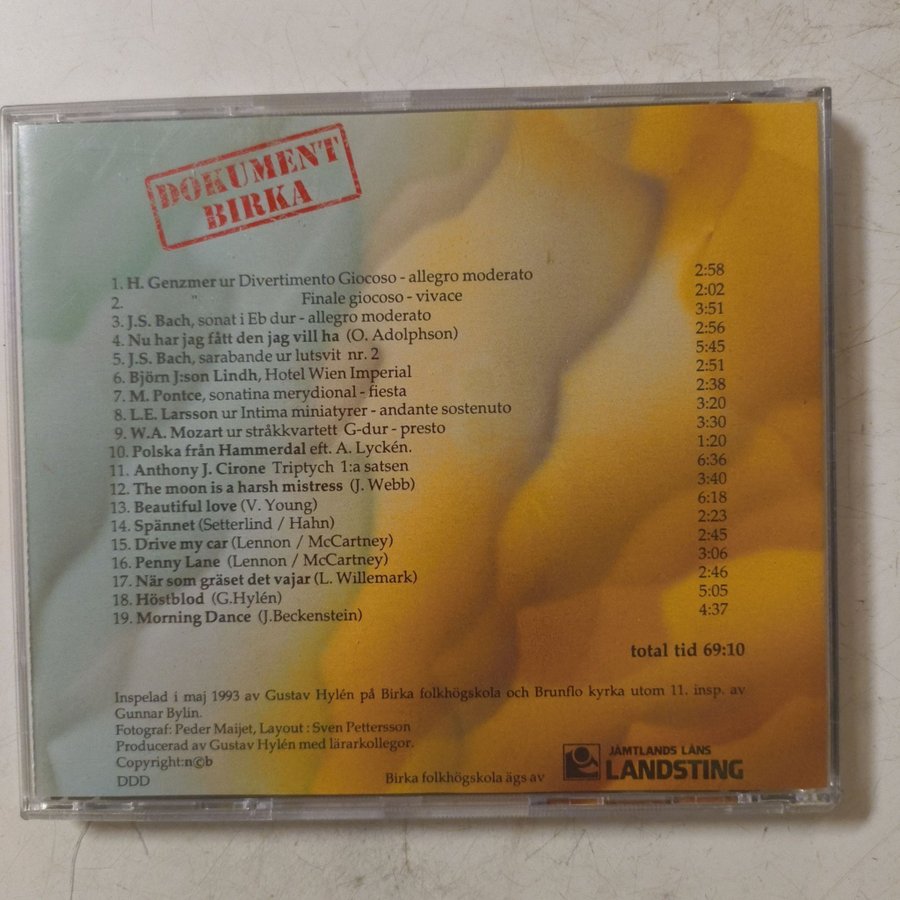 DOKUMENT
BIRKA
1. H. Genzmer ur Divertimento Giocoso - allegro moderato 2:58
2. " Finale giocoso - vivace 2:02
3. J.S. Bach, sonat i Eb dur - allegro moderato 3:51
4. Nu har jag fått den jag vill ha (O. Adolphson) 2:56
5. J.S. Bach, sarabande ur lutsvit nr. 2 5:45
6. Björn J:son Lindh, Hotel Wien Imperial 2:51
7. M. Pontce, sonatina merydional - fiesta 2:38
8. L.E. Larsson ur Intima miniatyrer - andante sostenuto 3:20
9. W.A. Mozart ur stråkkvartett G-dur - presto 3:30
10. Polska från Hammerdal eft. A. Lyckén. 1:20
11. Anthony J. Cirone Triptych 1:a satsen 6:36
12. The moon is a harsh mistress (J. Webb) 3:40
13. Beautiful love (V. Young) 6:18
14. Spännet (Setterlind / Hahn) 2:23
15. Drive my car (Lennon / McCartney) 2:45
16. Penny Lane (Lennon / McCartney) 3:06
17. När som gräset det vajar (L. Willemark) 2:46
18. Höstblod (G.Hylén) 5:05
19. Morning Dance (J.Beckenstein) 4:37
total tid 69:10
Inspelad i maj 1993 av Gustav Hylén på Birka folkhögskola och Brunflo kyrka utom 11. insp. av
Gunnar Bylin.
Fotograf: Peder Maijet, Layout : Sven Pettersson
Producerad av Gustav Hylén med lärarkollegor.
Copyright:n©b
DDD
Birka folkhögskola ägs av
JÄMTLANDS LÄNS
LANDSTING